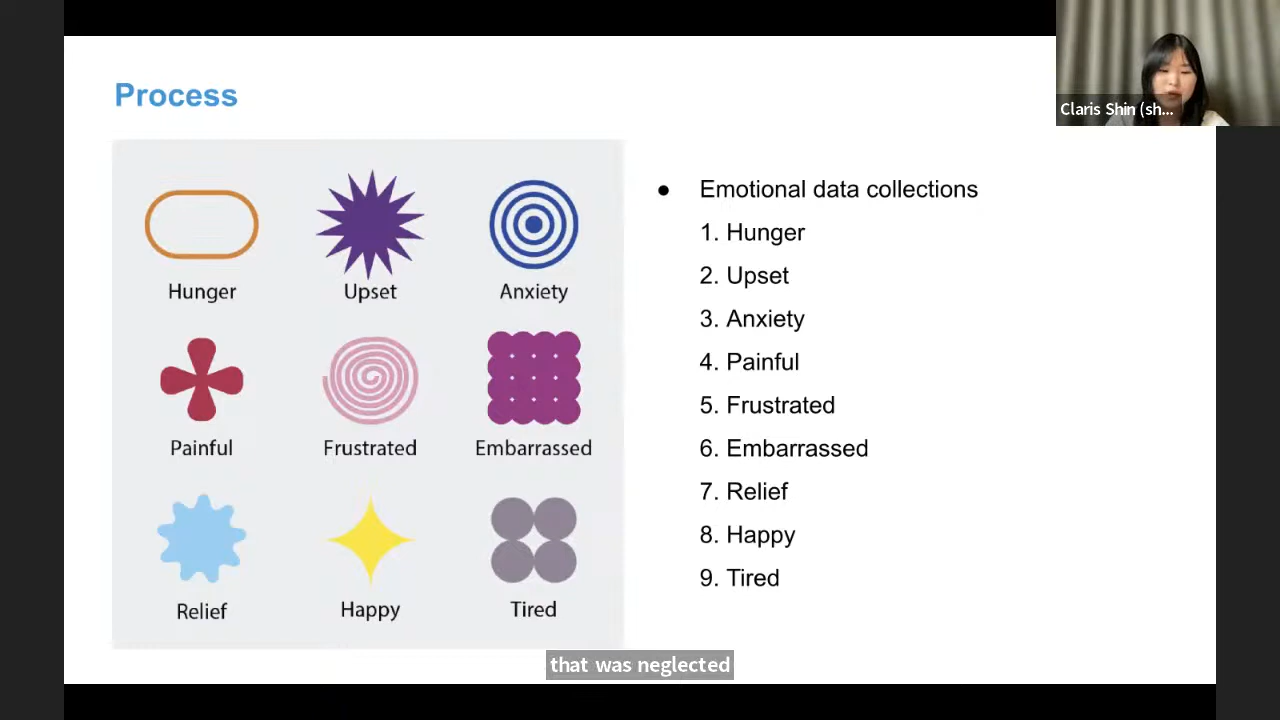 Process
Claris Shin (sh...
Hunger
Upset
Anxiety
Painful
Frustrated
Embarrassed
Relief
Happy
Tired
● Emotional data collections
1. Hunger
2. Upset
3. Anxiety
4. Painful
5. Frustrated
6. Embarrassed
7. Relief
8. Happy
9. Tired
that was neglected